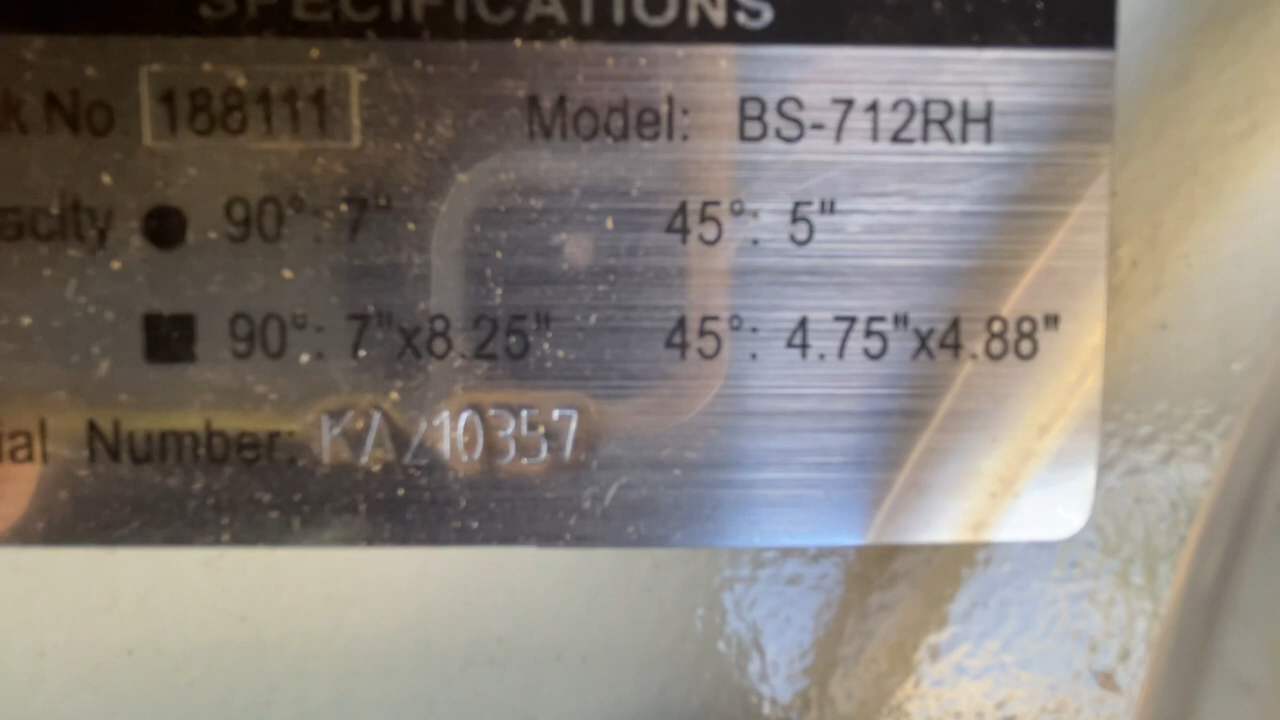 SPECIFICATIONS
k No 188111 Model: BS-712RH
acity ● 90°: 7" 45°: 5"
■ 90°: 7"x8.25" 45°: 4.75"x4.88"
ial Number: KA210357